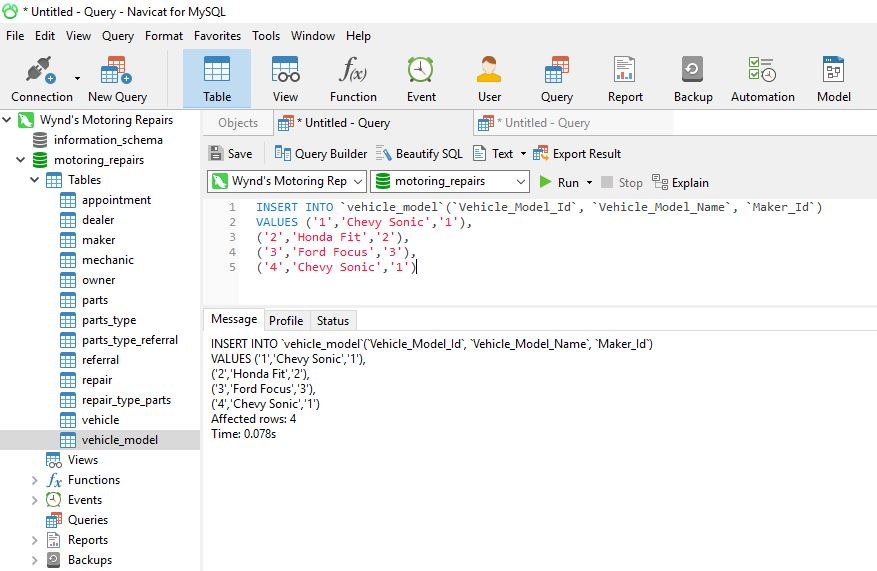 * Untitled - Query - Navicat for MySQL
File Edit View Query Format Favorites Tools Window Help
Connection New Query Table View Function Event User Query Report Backup Automation Model
f(x)
Wynd's Motoring Repairs
information_schema
motoring_repairs
Tables
appointment
dealer
maker
mechanic
owner
parts
parts_type
parts_type_referral
referral
repair
repair_type_parts
vehicle
vehicle_model
Views
fx Functions
Events
Queries
Reports
Backups
Objects * Untitled - Query * Untitled - Query
Save Query Builder Beautify SQL Text Export Result
Wynd's Motoring Rep motoring_repairs Run Stop Explain
1 INSERT INTO `vehicle_model`(`Vehicle_Model_Id`, `Vehicle_Model_Name`, `Maker_Id`)
2 VALUES ('1','Chevy Sonic','1'),
3 ('2','Honda Fit','2'),
4 ('3','Ford Focus','3'),
5 ('4','Chevy Sonic','1')
Message Profile Status
INSERT INTO `vehicle_model`(`Vehicle_Model_Id`, `Vehicle_Model_Name`, `Maker_Id`)
VALUES ('1','Chevy Sonic','1'),
('2','Honda Fit','2'),
('3','Ford Focus','3'),
('4','Chevy Sonic','1')
Affected rows: 4
Time: 0.078s